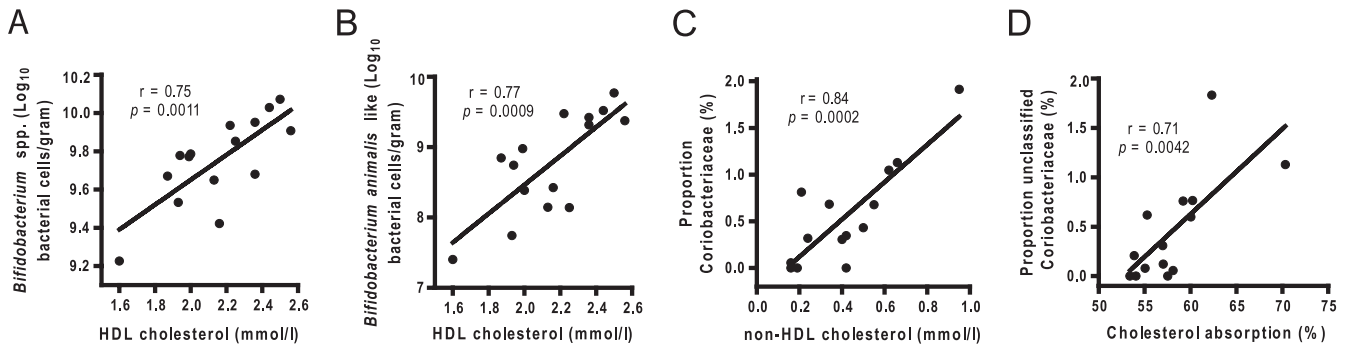 A
Bifidobacterium spp. (Log10
bacterial cells/gram)
10.2
10.0
9.8
9.6
9.4
9.2
r = 0.75
p = 0.0011
1.6
1.8
2.0
2.2
2.4
2.6
HDL cholesterol (mmol/l)
B
Bifidobacterium animalis like (Log10
bacterial cells/gram)
10
9
8
7
r = 0.77
p = 0.0009
1.6
1.8
2.0
2.2
2.4
2.6
HDL cholesterol (mmol/l)
C
Proportion
Coriobacteriaceae (%)
2.0
1.5
1.0
0.5
0.0
r = 0.84
p = 0.0002
0.0
0.2
0.4
0.6
0.8
1.0
non-HDL cholesterol (mmol/l)
D
Proportion unclassified
Coriobacteriaceae (%)
2.0
1.5
1.0
0.5
0.0
r = 0.71
p = 0.0042
50
55
60
65
70
75
Cholesterol absorption (%)